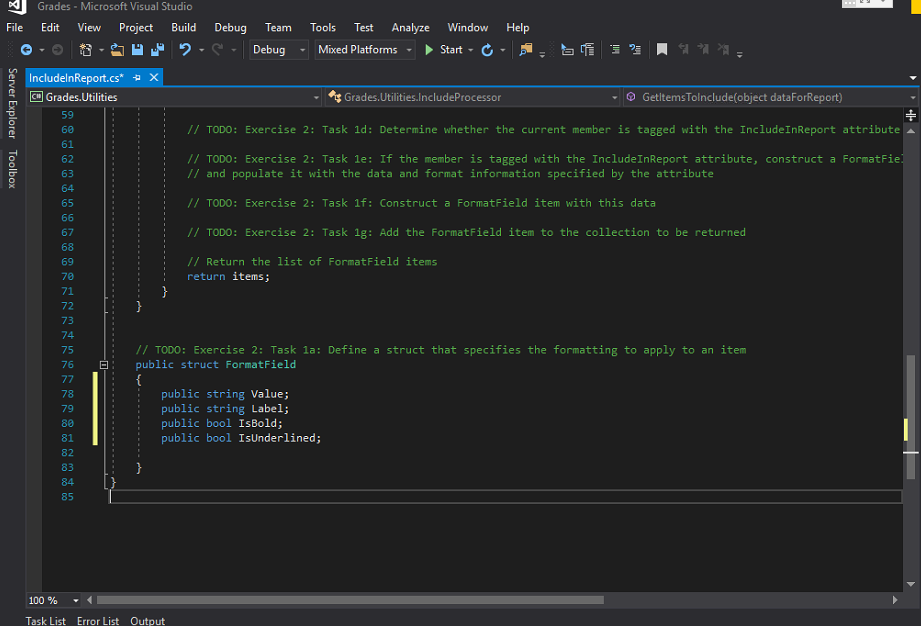 Grades - Microsoft Visual Studio
File Edit View Project Build Debug Team Tools Test Analyze Window Help
Debug Mixed Platforms Start
Server Explorer
Toolbox
IncludeInReport.cs*
C# Grades.Utilities Grades.Utilities.IncludeProcessor GetItemsToInclude(object dataForReport)
59
60 // TODO: Exercise 2: Task 1d: Determine whether the current member is tagged with the IncludeInReport attribute
61
62 // TODO: Exercise 2: Task 1e: If the member is tagged with the IncludeInReport attribute, construct a FormatFie
63 // and populate it with the data and format information specified by the attribute
64
65 // TODO: Exercise 2: Task 1f: Construct a FormatField item with this data
66
67 // TODO: Exercise 2: Task 1g: Add the FormatField item to the collection to be returned
68
69 // Return the list of FormatField items
70 return items;
71 }
72 }
73
74
75 // TODO: Exercise 2: Task 1a: Define a struct that specifies the formatting to apply to an item
76 public struct FormatField
77 {
78 public string Value;
79 public string Label;
80 public bool IsBold;
81 public bool IsUnderlined;
82
83 }
84 }
85
100 %
Task List Error List Output